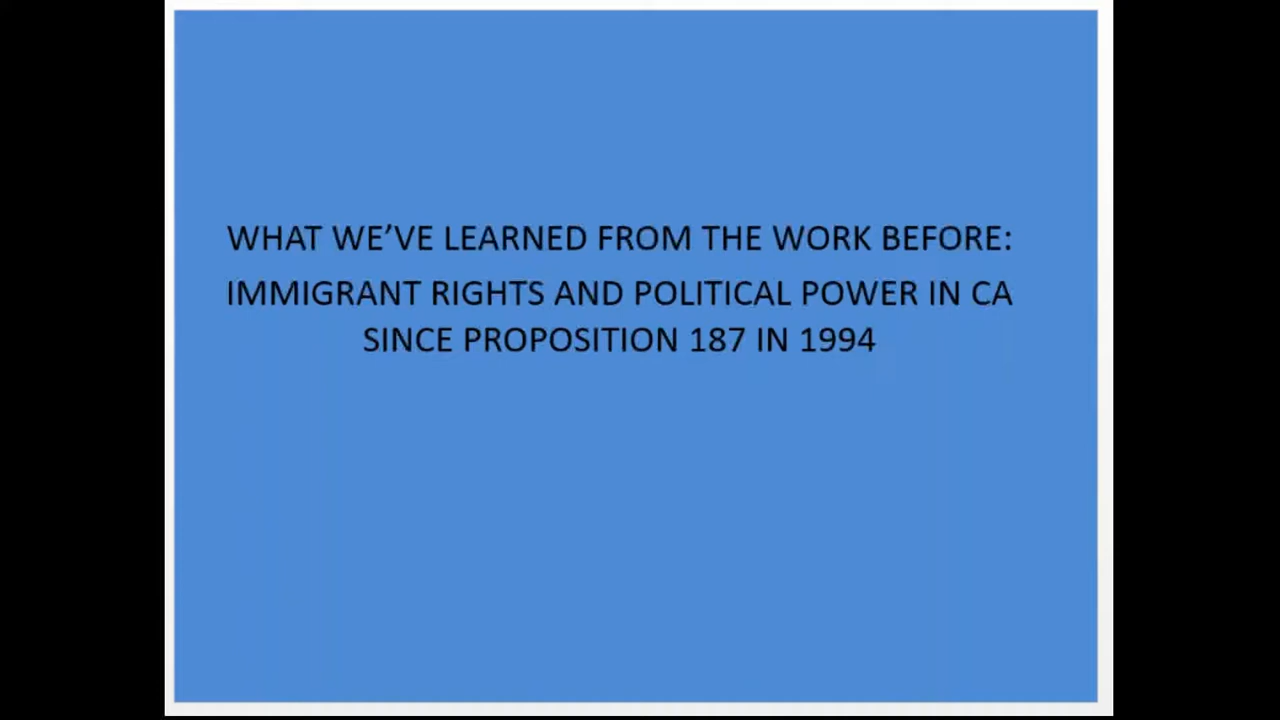 WHAT WE’VE LEARNED FROM THE WORK BEFORE:
IMMIGRANT RIGHTS AND POLITICAL POWER IN CA
SINCE PROPOSITION 187 IN 1994